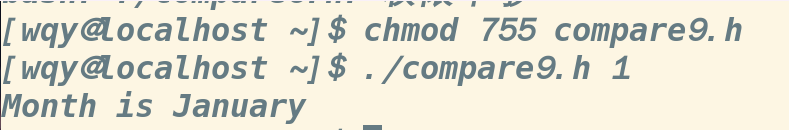 [wqy@localhost ~]$ chmod 755 compare9.h
[wqy@localhost ~]$ ./compare9.h 1
Month is January